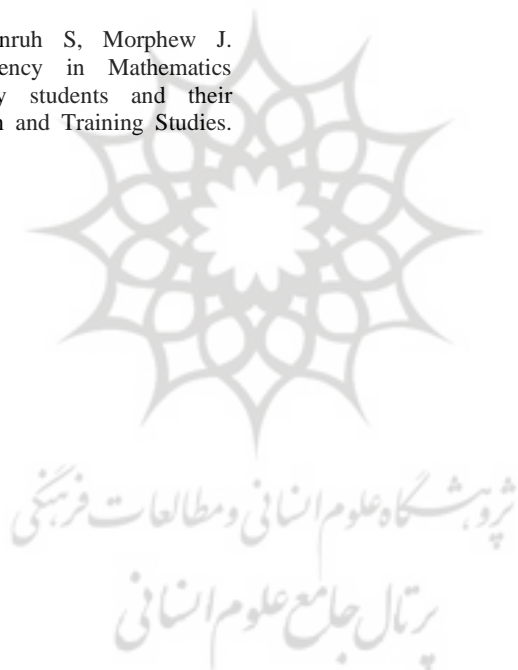 nruh S, Morphew J.
ency in Mathematics
y students and their
n and Training Studies.
پژوهشگاه علوم انسانی و مطالعات فرهنگی
پرتال جامع علوم انسانی